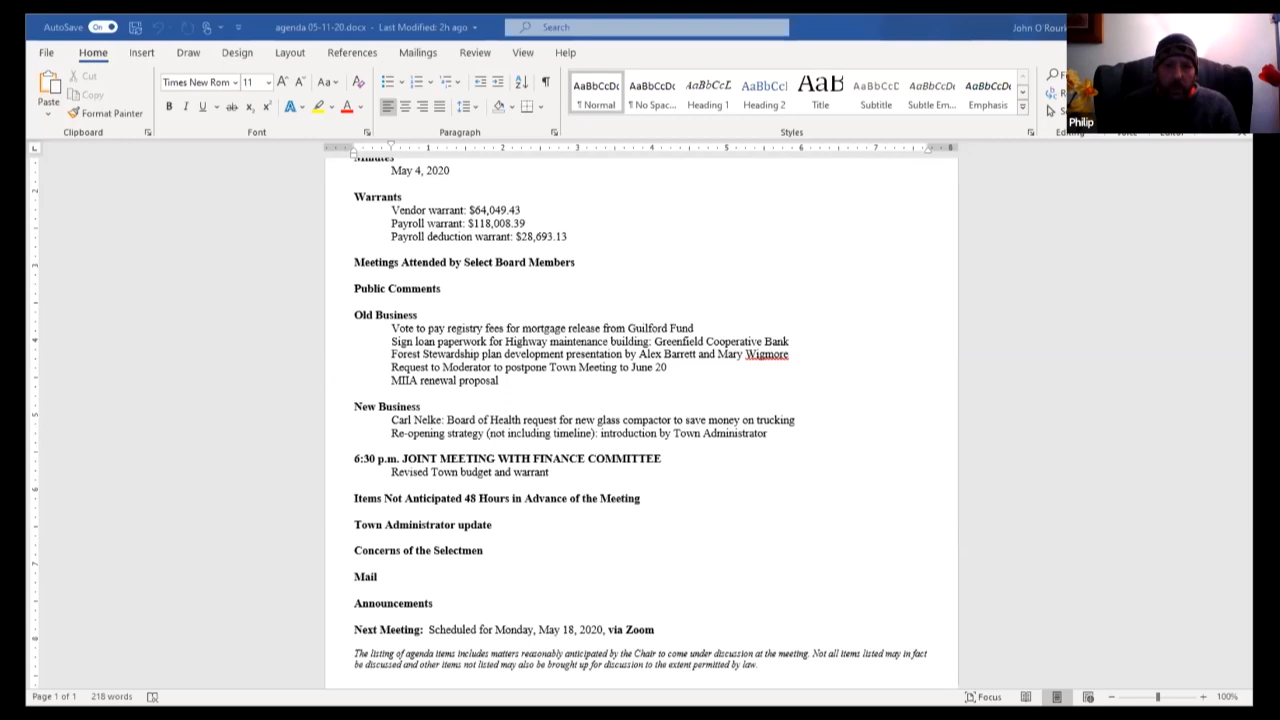 AutoSave On agenda 05-11-20.docx - Last Modified: 2h ago Search John O Rour
File Home Insert Draw Design Layout References Mailings Review View Help
Paste Cut Copy Format Painter
Times New Rom 11
AaBbCcDc AaBbCcDc AaBbCcD AaBbCcI AaB AaBbCcD AaBbCcDc AaBbCcDc
¶ Normal ¶ No Spac... Heading 1 Heading 2 Title Subtitle Subtle Em... Emphasis
Philip
Clipboard Font Paragraph Styles
Minutes
May 4, 2020
Warrants
Vendor warrant: $64,049.43
Payroll warrant: $118,008.39
Payroll deduction warrant: $28,693.13
Meetings Attended by Select Board Members
Public Comments
Old Business
Vote to pay registry fees for mortgage release from Guilford Fund
Sign loan paperwork for Highway maintenance building: Greenfield Cooperative Bank
Forest Stewardship plan development presentation by Alex Barrett and Mary Wigmore
Request to Moderator to postpone Town Meeting to June 20
MIIA renewal proposal
New Business
Carl Nelke: Board of Health request for new glass compactor to save money on trucking
Re-opening strategy (not including timeline): introduction by Town Administrator
6:30 p.m. JOINT MEETING WITH FINANCE COMMITTEE
Revised Town budget and warrant
Items Not Anticipated 48 Hours in Advance of the Meeting
Town Administrator update
Concerns of the Selectmen
Mail
Announcements
Next Meeting: Scheduled for Monday, May 18, 2020, via Zoom
The listing of agenda items includes matters reasonably anticipated by the Chair to come under discussion at the meeting. Not all items listed may in fact
be discussed and other items not listed may also be brought up for discussion to the extent permitted by law.
Page 1 of 1 218 words Focus 100%